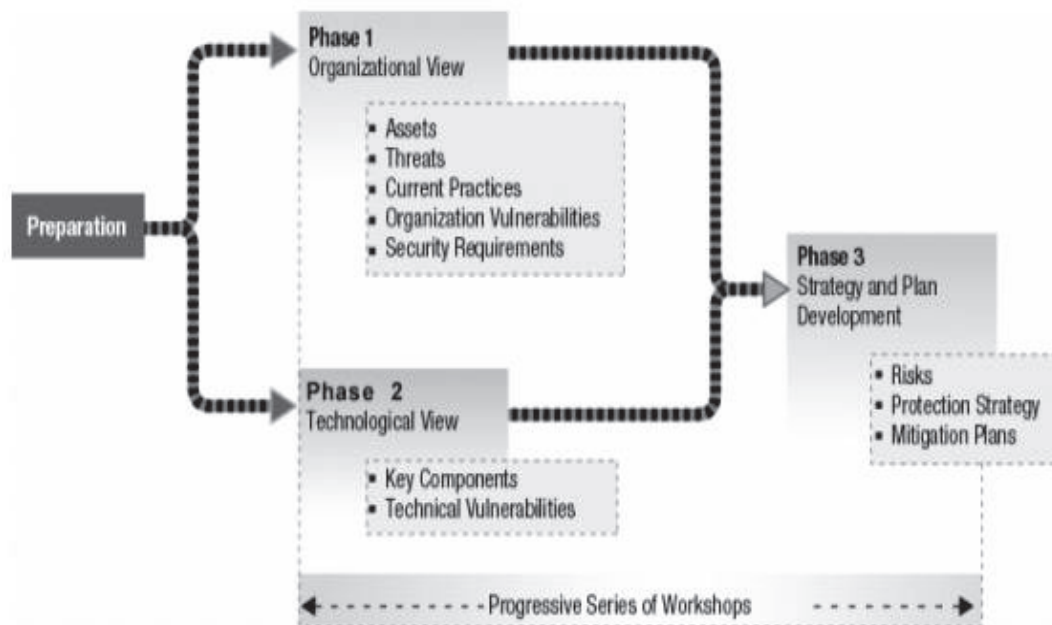 Phase 1
Organizational View
▪ Assets
▪ Threats
▪ Current Practices
▪ Organization Vulnerabilities
▪ Security Requirements
Preparation
Phase 3
Strategy and Plan
Development
▪ Risks
▪ Protection Strategy
▪ Mitigation Plans
Phase 2
Technological View
▪ Key Components
▪ Technical Vulnerabilities
Progressive Series of Workshops